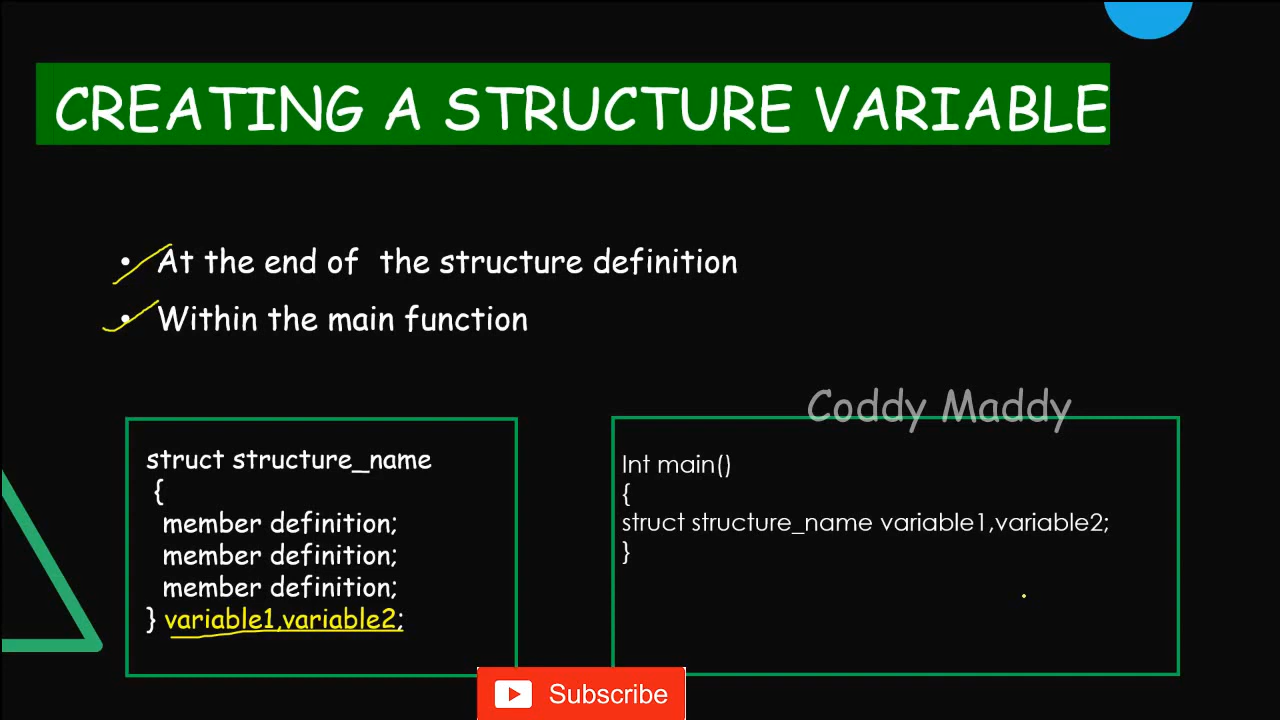 CREATING A STRUCTURE VARIABLE
• At the end of the structure definition
• Within the main function
Coddy Maddy
struct structure_name
{
member definition;
member definition;
member definition;
} variable1,variable2;
Int main()
{
struct structure_name variable1,variable2;
}
Subscribe